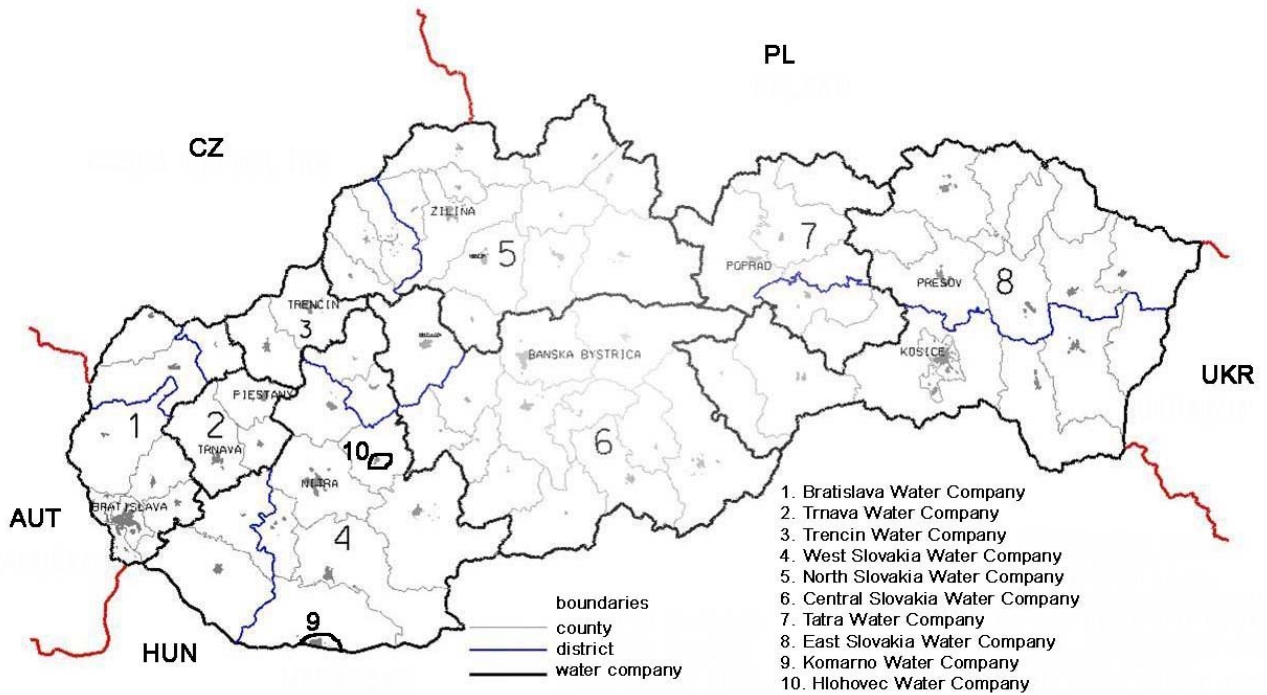 PL
CZ
ZILINA
5
7
POPRAD
PRESOV
8
TRENCIN
3
BANSKA BYSTRICA
KOSICE
UKR
PIESTANY
1
2
TRNAVA
10
6
NITRA
BRATISLAVA
AUT
4
9
HUN
boundaries
county
district
water company
1. Bratislava Water Company
2. Trnava Water Company
3. Trencin Water Company
4. West Slovakia Water Company
5. North Slovakia Water Company
6. Central Slovakia Water Company
7. Tatra Water Company
8. East Slovakia Water Company
9. Komarno Water Company
10. Hlohovec Water Company